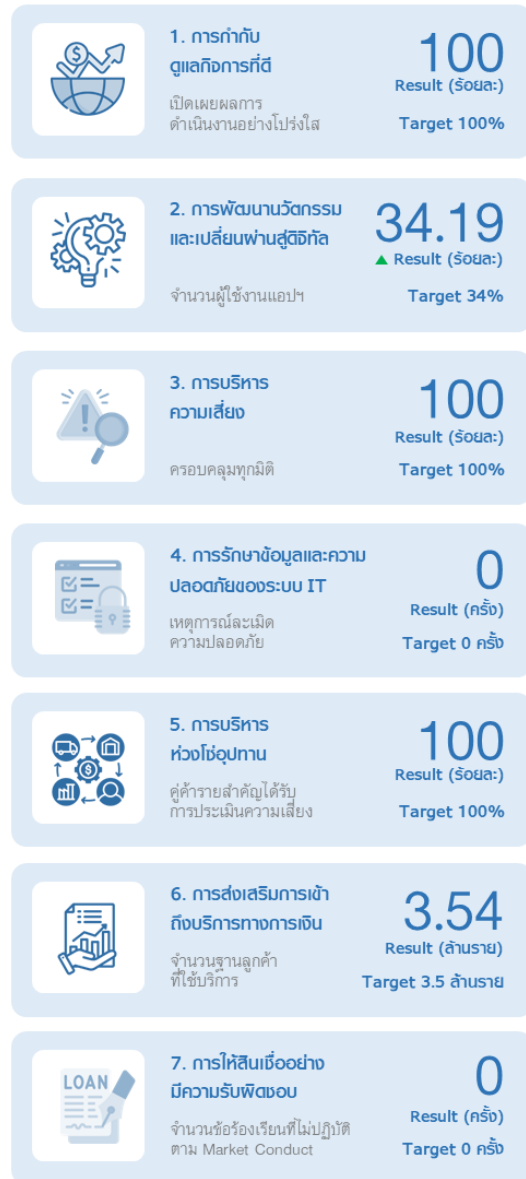 1. การกำกับ
ดูแลกิจการที่ดี
เปิดเผยผลการ
ดำเนินงานอย่างโปร่งใส
100
Result (ร้อยละ)
Target 100%
2. การพัฒนานวัตกรรม
และเปลี่ยนผ่านสู่ดิจิทัล
จำนวนผู้ใช้งานแอปฯ
34.19
▲ Result (ร้อยละ)
Target 34%
3. การบริหาร
ความเสี่ยง
ครอบคลุมทุกมิติ
100
Result (ร้อยละ)
Target 100%
4. การรักษาข้อมูลและความ
ปลอดภัยของระบบ IT
เหตุการณ์ละเมิด
ความปลอดภัย
0
Result (ครั้ง)
Target 0 ครั้ง
5. การบริหาร
ห่วงโซ่อุปทาน
คู่ค้ารายสำคัญได้รับ
การประเมินความเสี่ยง
100
Result (ร้อยละ)
Target 100%
6. การส่งเสริมการเข้า
ถึงบริการทางการเงิน
จำนวนฐานลูกค้า
ที่ใช้บริการ
3.54
Result (ล้านราย)
Target 3.5 ล้านราย
LOAN
7. การให้สินเชื่ออย่าง
มีความรับผิดชอบ
จำนวนข้อร้องเรียนที่ไม่ปฏิบัติ
ตาม Market Conduct
0
Result (ครั้ง)
Target 0 ครั้ง